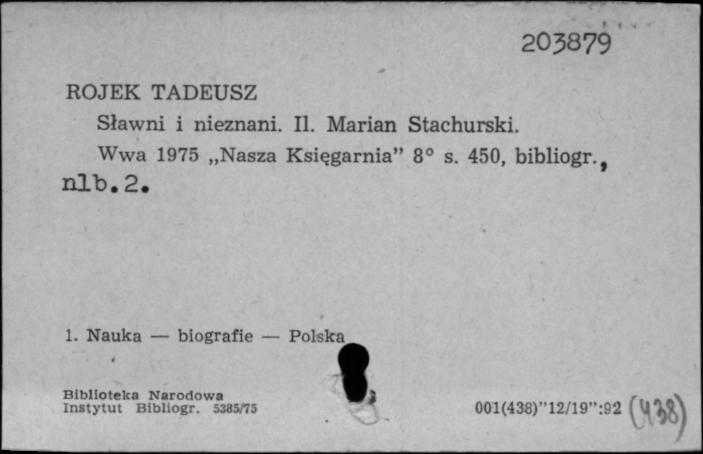 203879
ROJEK TADEUSZ
Sławni i nieznani. Il. Marian Stachurski.
Wwa 1975 „Nasza Księgarnia” 8° s. 450, bibliogr.,
nlb.2.
1. Nauka — biografie — Polska
Biblioteka Narodowa
Instytut Bibliogr. 5385/75
001(438)"12/19":92 (438)